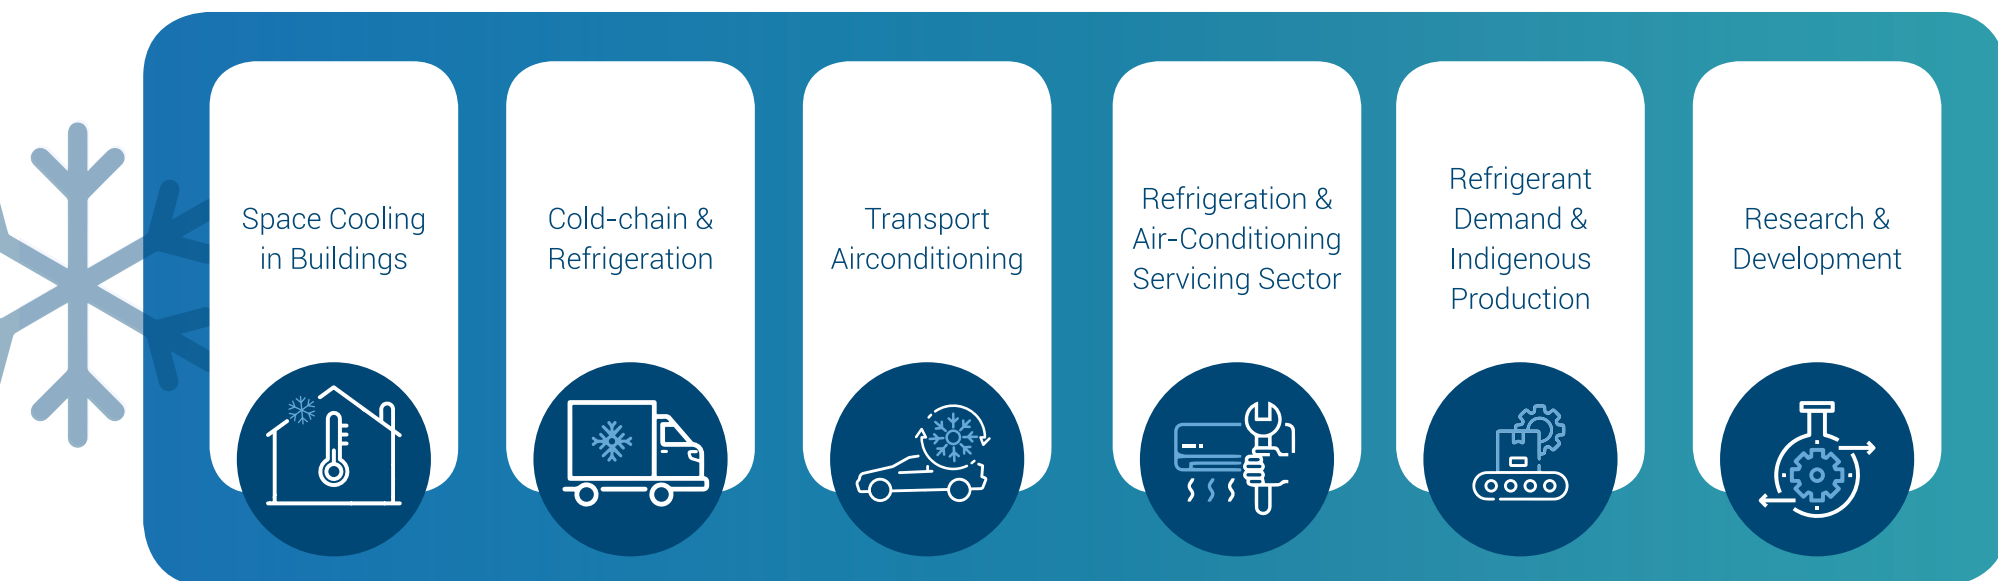 Space Cooling
in Buildings
Cold-chain &
Refrigeration
Transport
Airconditioning
Refrigeration &
Air-Conditioning
Servicing Sector
Refrigerant
Demand &
Indigenous
Production
Research &
Development